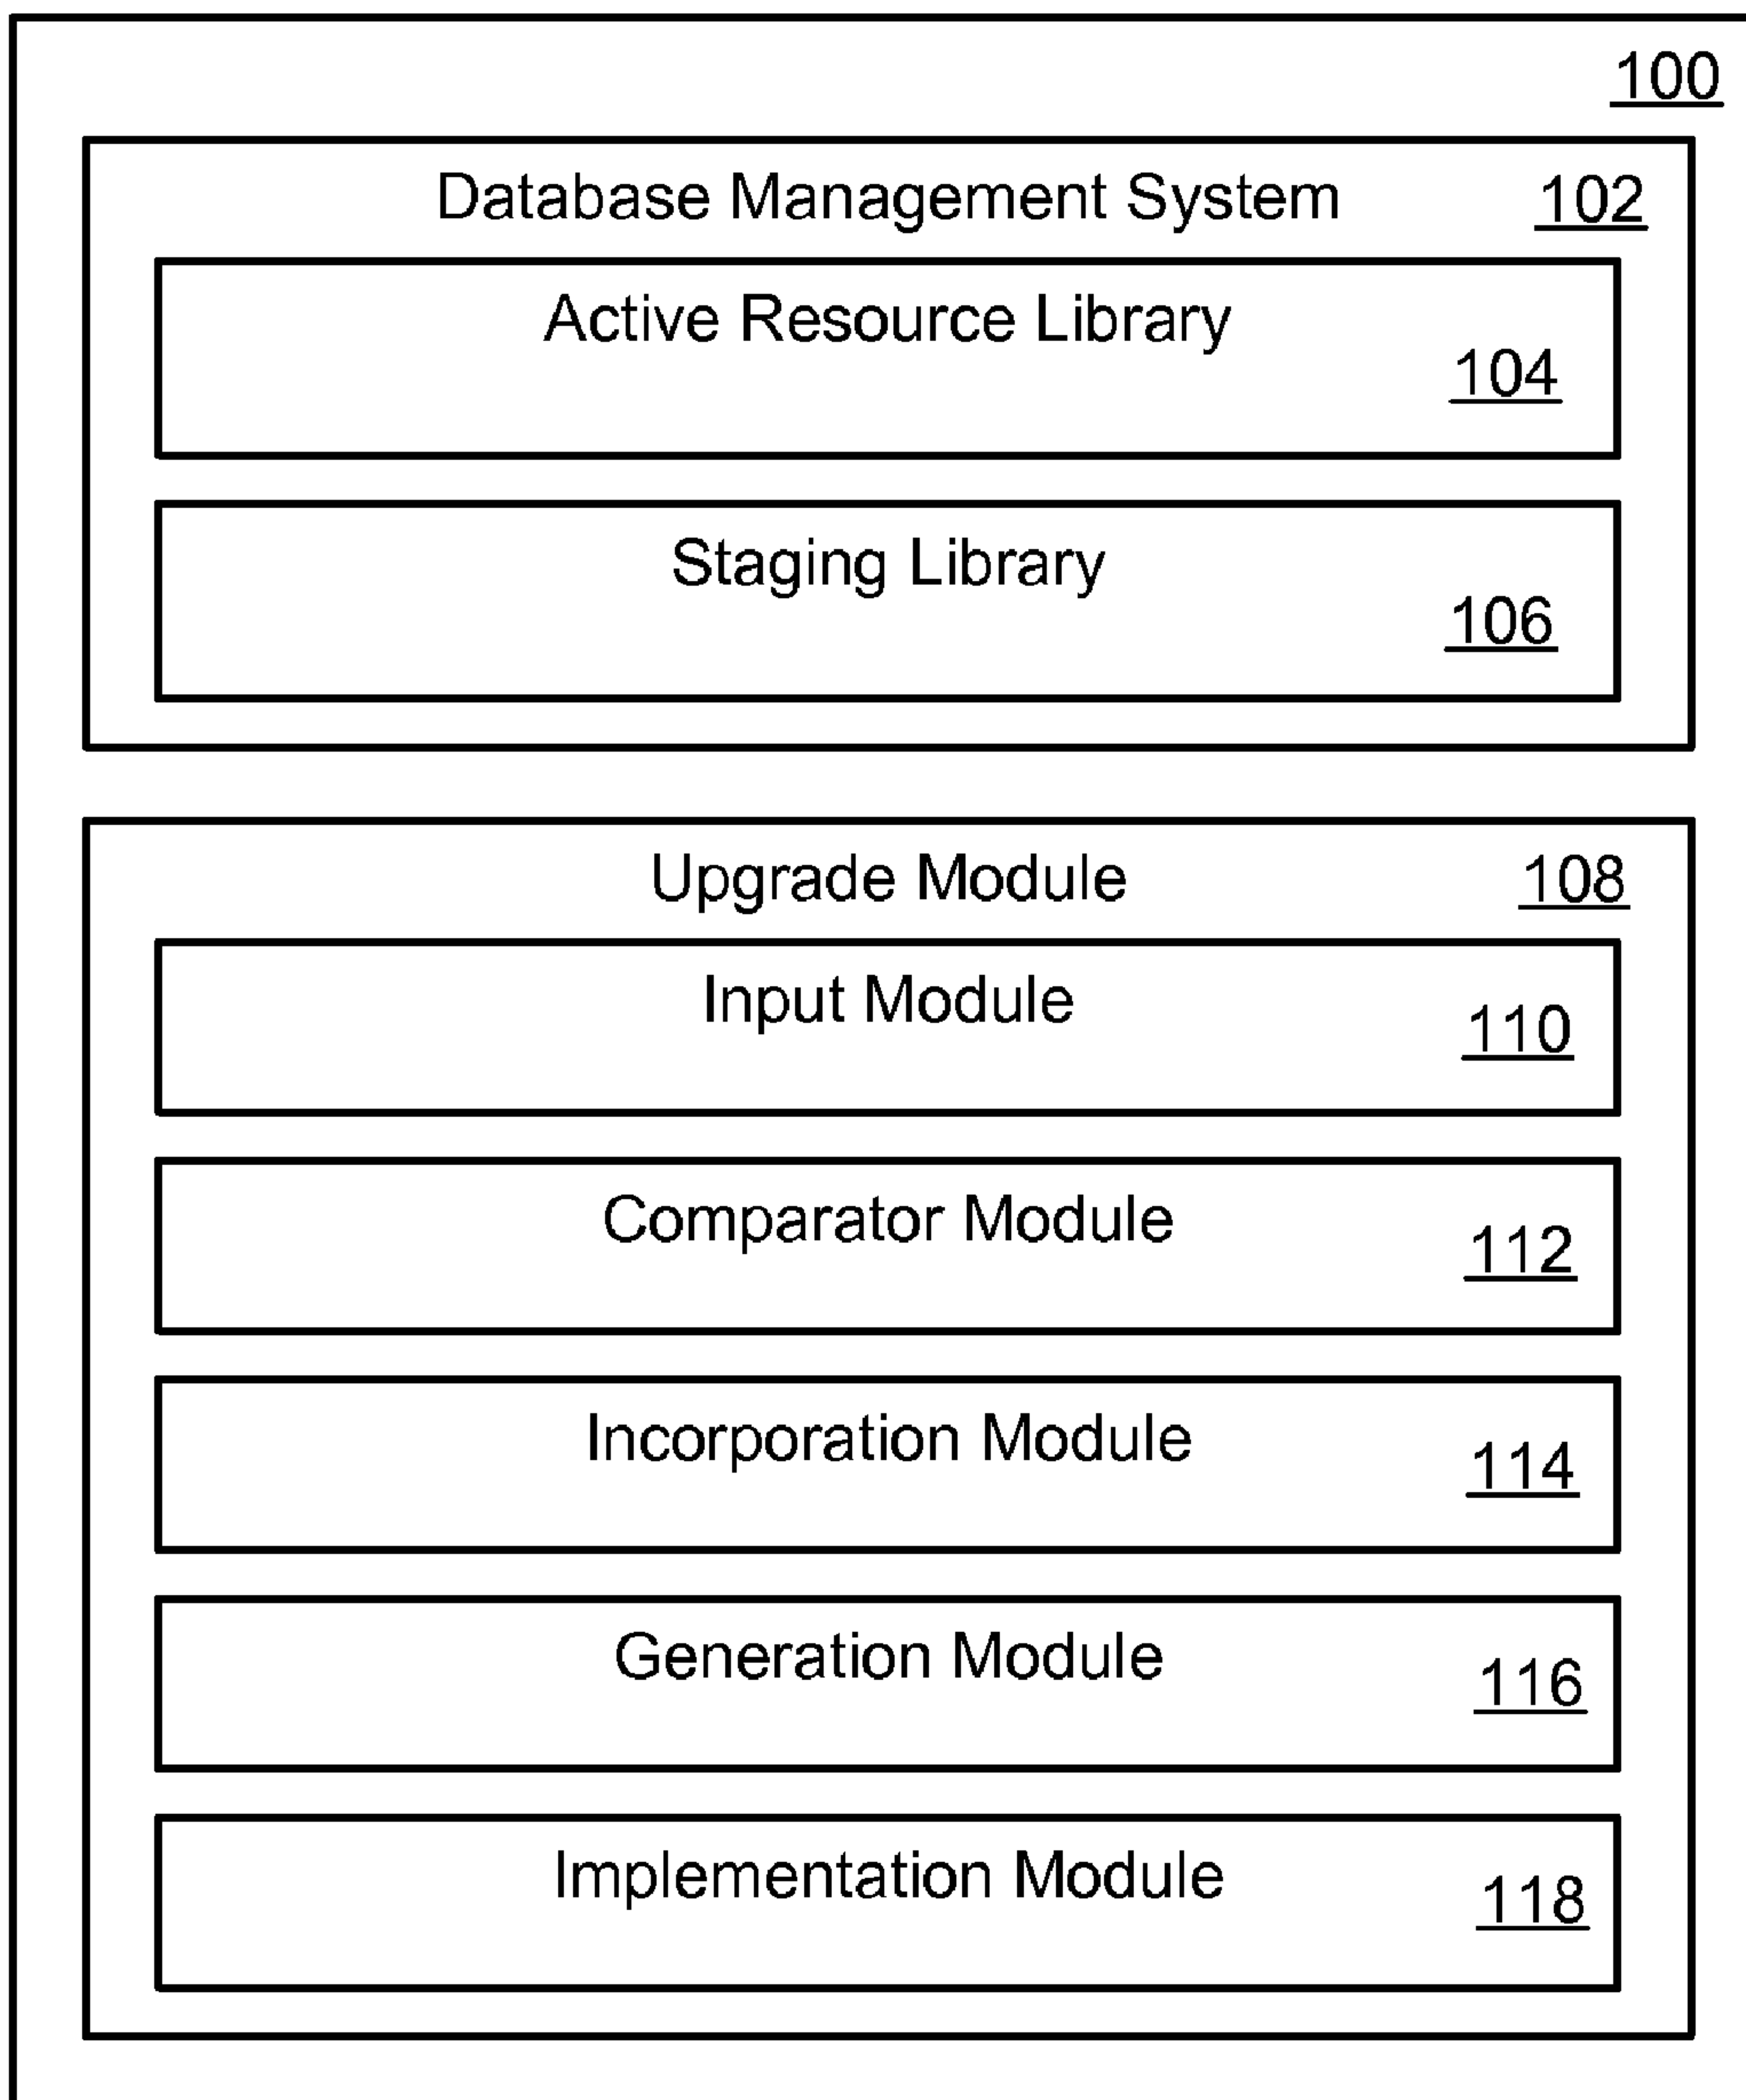 100
Database Management System 102
Active Resource Library
104
Staging Library
106
Upgrade Module 108
Input Module
110
Comparator Module
112
Incorporation Module
114
Generation Module
116
Implementation Module
118